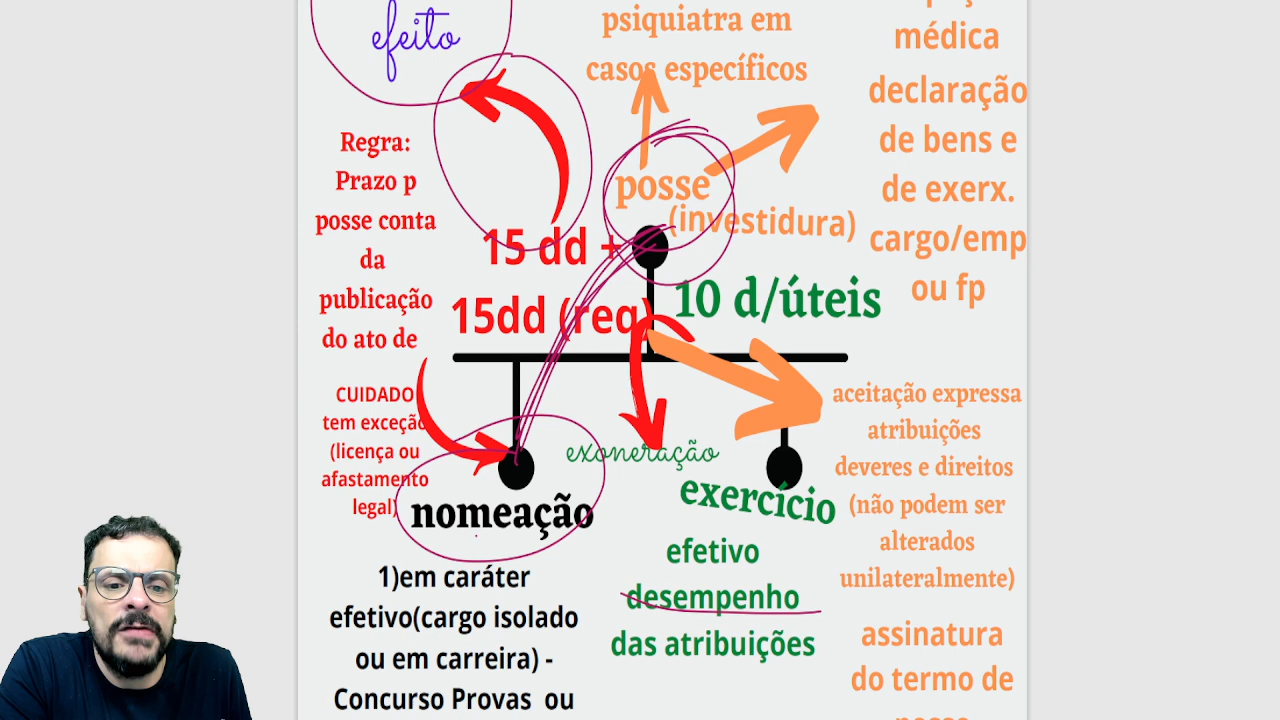 efeito
psiquiatra em
casos específicos
médica
declaração
de bens e
de exerx.
cargo/emp
ou fp
Regra:
Prazo p
posse conta
da
publicação
do ato de
posse
(investidura)
15 dd +
15dd (req)
10 d/úteis
CUIDADO
tem exceção
(licença ou
afastamento
legal)
nomeação
exoneração
exercício
efetivo
desempenho
das atribuições
aceitação expressa
atribuições
deveres e direitos
(não podem ser
alterados
unilateralmente)
assinatura
do termo de
1)em caráter
efetivo(cargo isolado
ou em carreira) -
Concurso Provas ou